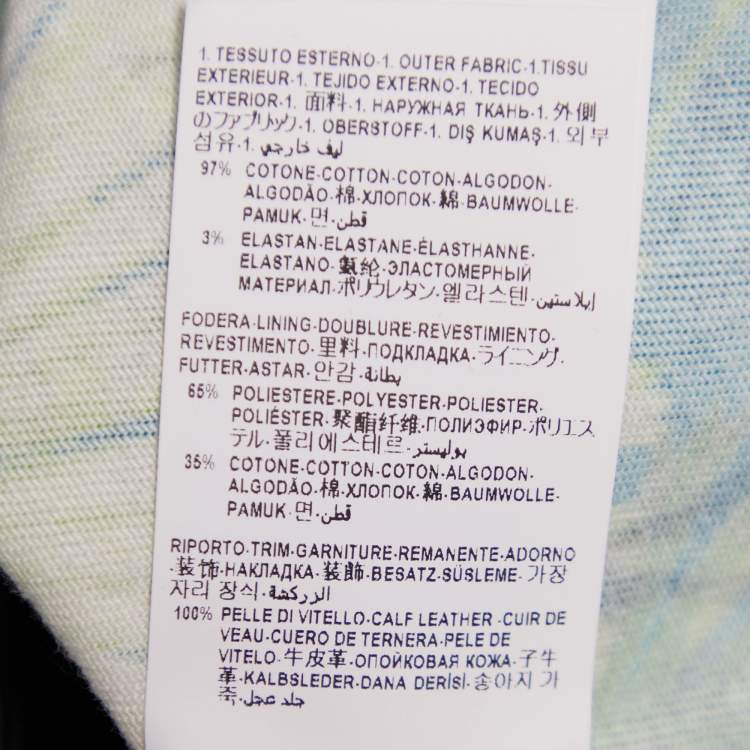 1. TESSUTO ESTERNO-1. OUTER FABRIC-1.TISSU
EXTERIEUR-1. TEJIDO EXTERNO-1. TECIDO
EXTERIOR-1. 面料-1. НАРУЖНАЯ ТКАНЬ-1. 外側
のファブリック-1. OBERSTOFF-1. DIŞ KUMAŞ-1. 외부
섬유-1. ليف خارجي
97% COTONE-COTTON-COTON-ALGODON-
ALGODÃO-棉-ХЛОПОК-綿-BAUMWOLLE-
PAMUK-면-قطن
3% ELASTAN-ELASTANE-ÉLASTHANNE-
ELASTANO-氨纶-ЭЛАСТОМЕРНЫЙ
МАТЕРИАЛ-ポリウレタン-엘라스텐-إيلاستين
FODERA-LINING-DOUBLURE-REVESTIMIENTO-
REVESTIMENTO-里料-ПОДКЛАДКА-ライニング-
FUTTER-ASTAR-안감-بطانة
65% POLIESTERE-POLYESTER-POLIESTER-
POLIÉSTER-聚酯纤维-ПОЛИЭФИР-ポリエス
テル-폴리에스테르-بوليستر
35% COTONE-COTTON-COTON-ALGODON-
ALGODÃO-棉-ХЛОПОК-綿-BAUMWOLLE-
PAMUK-면-قطن
RIPORTO-TRIM-GARNITURE-REMANENTE-ADORNO
-装饰-НАКЛАДКА-装飾-BESATZ-SÜSLEME-가장
자리 장식-الزركشة
100% PELLE DI VITELLO-CALF LEATHER-CUIR DE
VEAU-CUERO DE TERNERA-PELE DE
VITELO-牛皮革-ОПОЙКОВАЯ КОЖА-子牛
革-KALBSLEDER-DANA DERİSİ-송아지 가
죽-جلد عجل